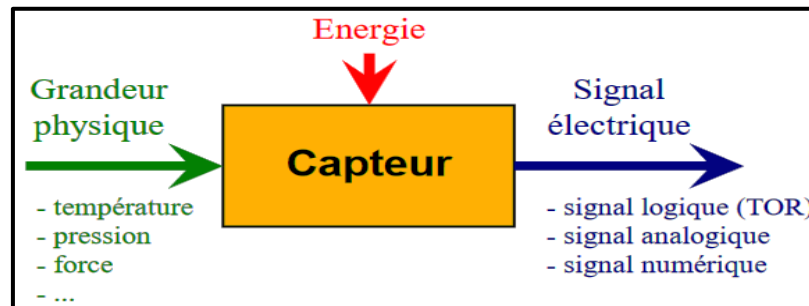 Energie
Grandeur
physique
Capteur
Signal
électrique
- température
- pression
- force
- ...
- signal logique (TOR)
- signal analogique
- signal numérique